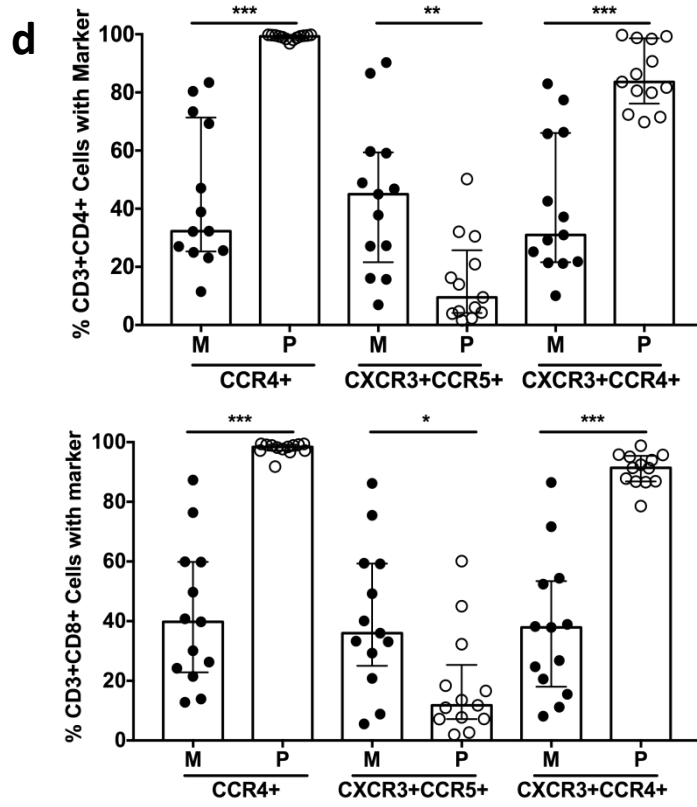 d
% CD3+CD4+ Cells with Marker
100
80
60
40
20
0
*** ** ***
M P M P M P
CCR4+ CXCR3+CCR5+ CXCR3+CCR4+
% CD3+CD8+ Cells with marker
100
80
60
40
20
0
*** * ***
M P M P M P
CCR4+ CXCR3+CCR5+ CXCR3+CCR4+